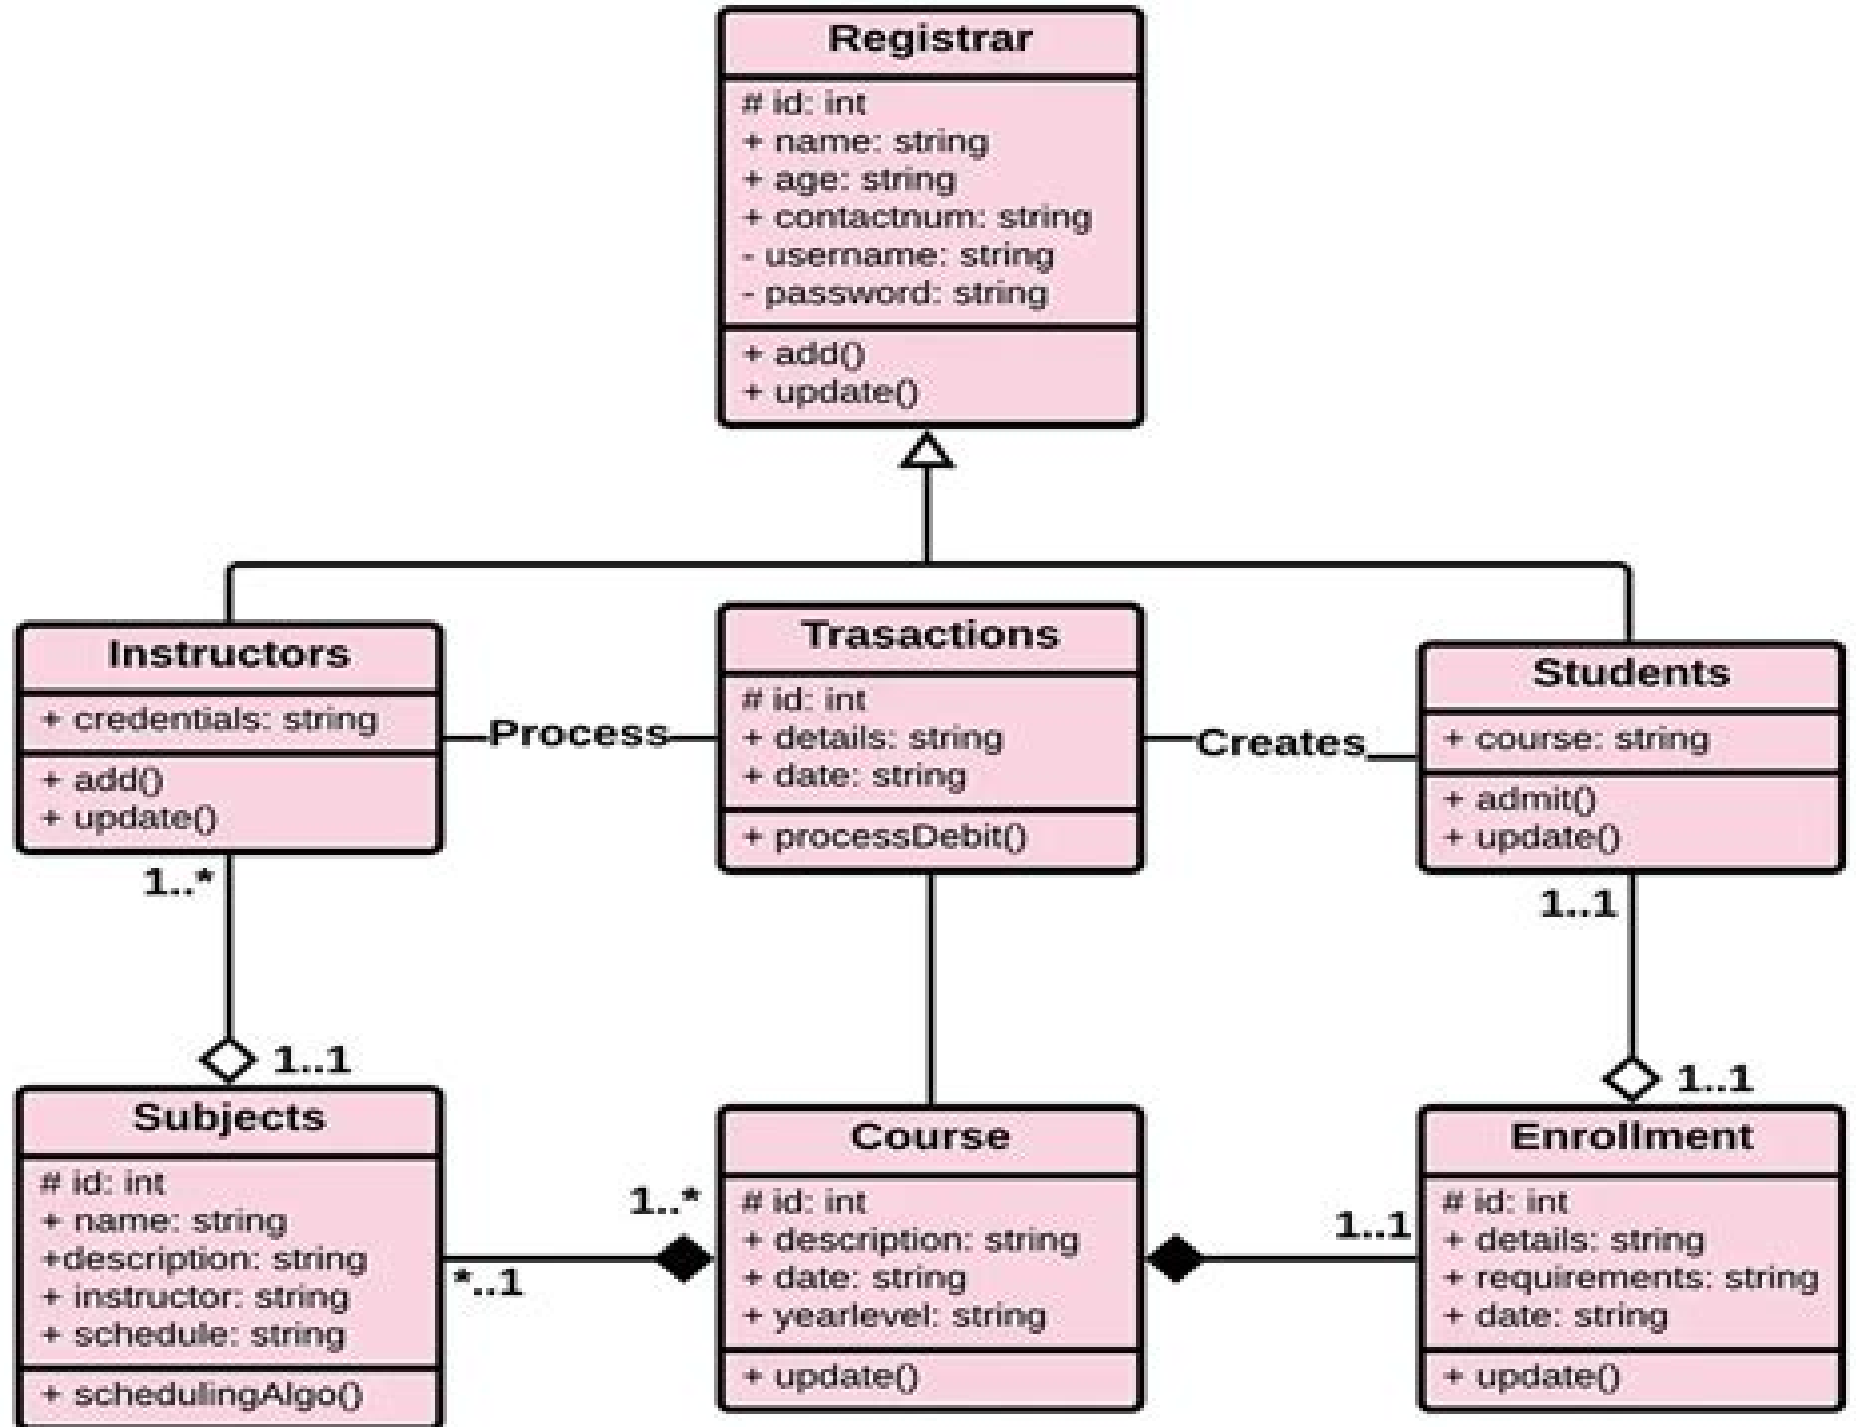 Registrar
# id: int
+ name: string
+ age: string
+ contactnum: string
- username: string
- password: string
+ add()
+ update()
Instructors
+ credentials: string
+ add()
+ update()
Process
Trasactions
# id: int
+ details: string
+ date: string
+ processDebit()
Creates
Students
+ course: string
+ admit()
+ update()
1..*
1..1
1..1
1..1
Subjects
# id: int
+ name: string
+description: string
+ instructor: string
+ schedule: string
+ schedulingAlgo()
1..*
*..1
Course
# id: int
+ description: string
+ date: string
+ yearlevel: string
+ update()
1..1
Enrollment
# id: int
+ details: string
+ requirements: string
+ date: string
+ update()